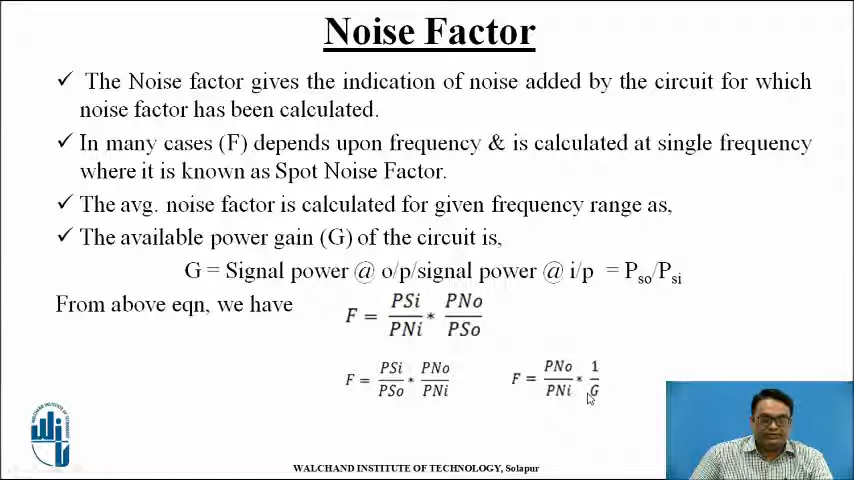 Noise Factor
✓ The Noise factor gives the indication of noise added by the circuit for which
noise factor has been calculated.
✓ In many cases (F) depends upon frequency & is calculated at single frequency
where it is known as Spot Noise Factor.
✓ The avg. noise factor is calculated for given frequency range as,
✓ The available power gain (G) of the circuit is,
G = Signal power @ o/p/signal power @ i/p = Pso/Psi
From above eqn, we have
F = PSi/PNi * PNo/PSo
F = PSi/PSo * PNo/PNi
F = PNo/PNi * 1/G
WALCHAND INSTITUTE OF TECHNOLOGY
WALCHAND INSTITUTE OF TECHNOLOGY, Solapur